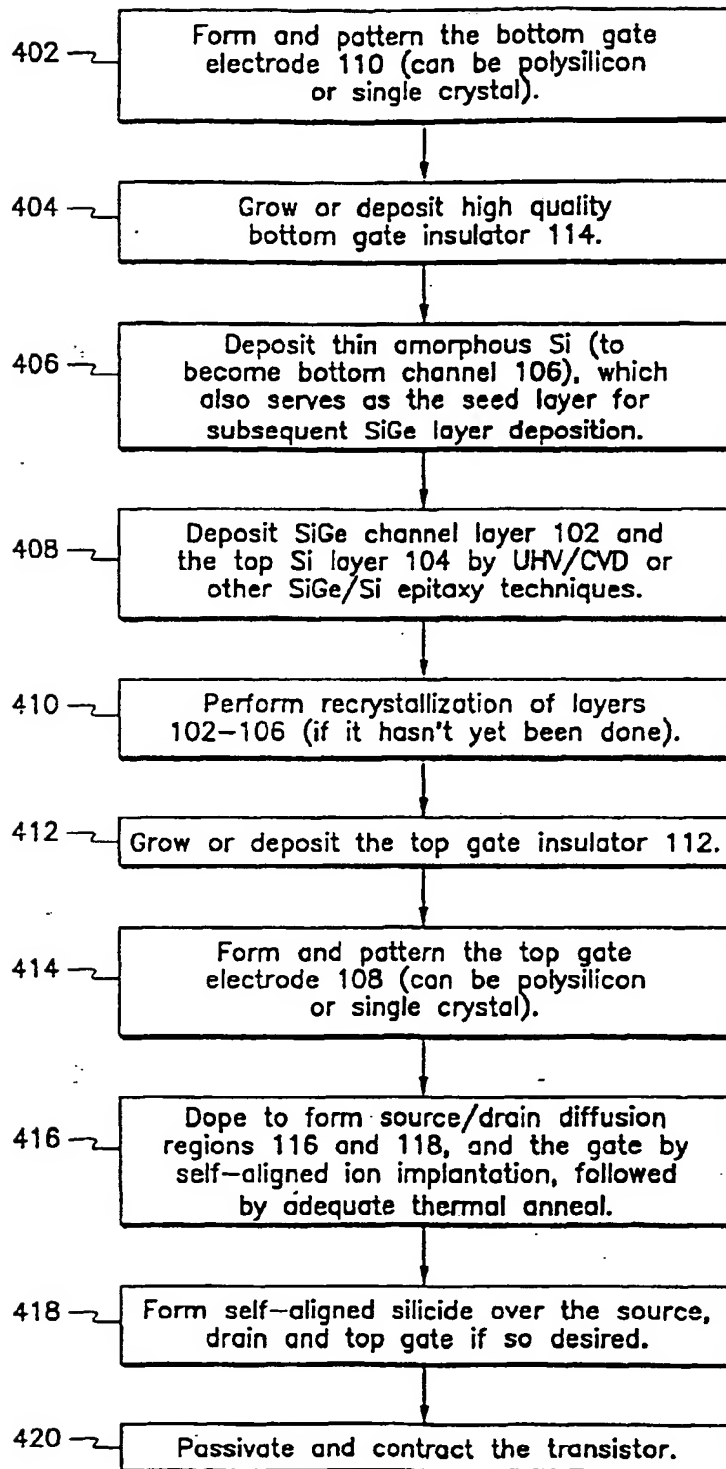 402
Form and pattern the bottom gate
electrode 110 (can be polysilicon
or single crystal).
404
Grow or deposit high quality
bottom gate insulator 114.
406
Deposit thin amorphous Si (to
become bottom channel 106), which
also serves as the seed layer for
subsequent SiGe layer deposition.
408
Deposit SiGe channel layer 102 and
the top Si layer 104 by UHV/CVD or
other SiGe/Si epitaxy techniques.
410
Perform recrystallization of layers
102-106 (if it hasn't yet been done).
412
Grow or deposit the top gate insulator 112.
414
Form and pattern the top gate
electrode 108 (can be polysilicon
or single crystal).
416
Dope to form source/drain diffusion
regions 116 and 118, and the gate by
self-aligned ion implantation, followed
by adequate thermal anneal.
418
Form self-aligned silicide over the source,
drain and top gate if so desired.
420
Passivate and contract the transistor.